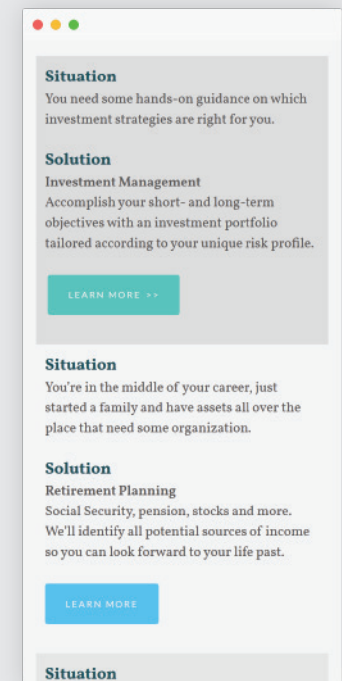 Situation
You need some hands-on guidance on which
investment strategies are right for you.
Solution
Investment Management
Accomplish your short- and long-term
objectives with an investment portfolio
tailored according to your unique risk profile.
LEARN MORE >>
Situation
You're in the middle of your career, just
started a family and have assets all over the
place that need some organization.
Solution
Retirement Planning
Social Security, pension, stocks and more.
We'll identify all potential sources of income
so you can look forward to your life past.
LEARN MORE
Situation